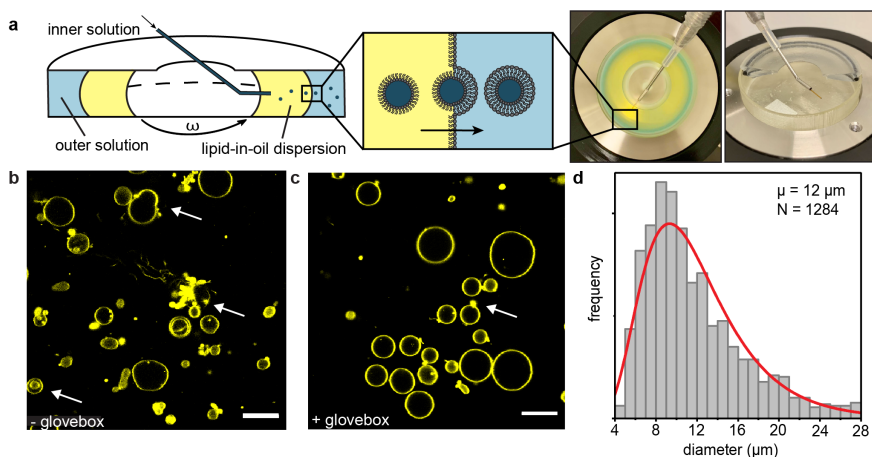 a
inner solution
outer solution
ω
lipid-in-oil dispersion
b
- glovebox
c
+ glovebox
d
μ = 12 μm
N = 1284
frequency
4 8 12 16 20 24 28
diameter (μm)